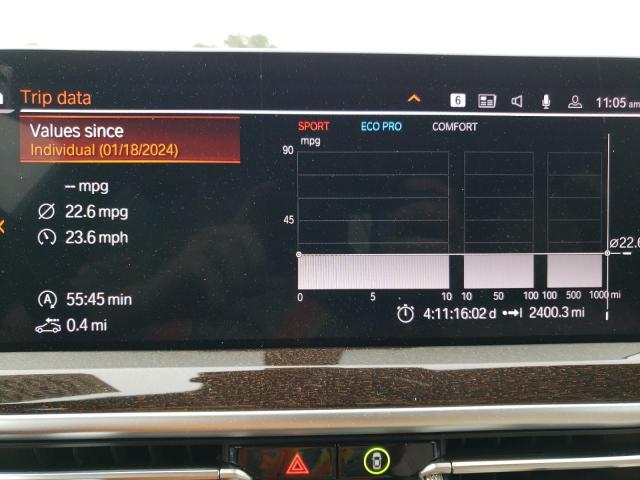 Trip data
6
11:05 am
Values since
Individual (01/18/2024)
-- mpg
Ø 22.6 mpg
23.6 mph
55:45 min
0.4 mi
SPORT ECO PRO COMFORT
mpg
90
45
Ø22.6
0 5 10 10 50 100 100 500 1000 mi
4:11:16:02 d 2400.3 mi